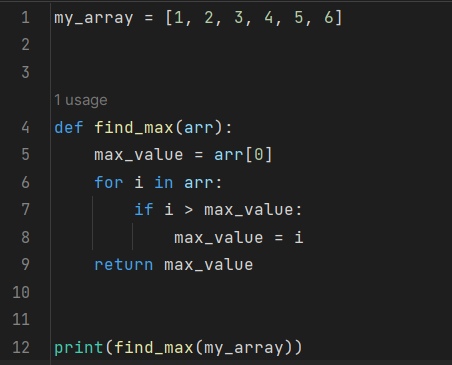 1 my_array = [1, 2, 3, 4, 5, 6]
2
3
1 usage
4 def find_max(arr):
5     max_value = arr[0]
6     for i in arr:
7         if i > max_value:
8             max_value = i
9     return max_value
10
11
12 print(find_max(my_array))